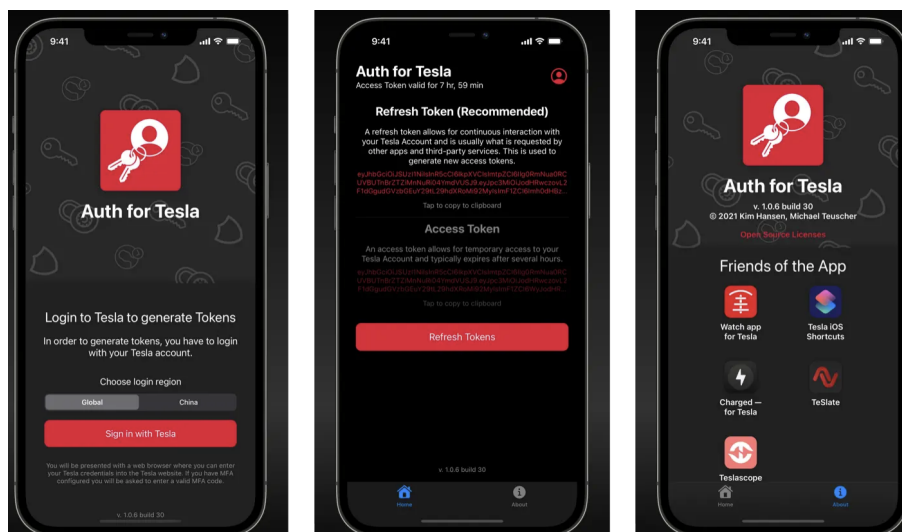 9:41
Auth for Tesla
Login to Tesla to generate Tokens
In order to generate tokens, you have to login
with your Tesla account.
Choose login region
Global
China
Sign in with Tesla
You will be presented with a web browser where you can enter
your Tesla credentials into the Tesla website. If you have MFA
configured you will be asked to enter a valid MFA code.
v. 1.0.6 build 30
9:41
Auth for Tesla
Access Token valid for 7 hr, 59 min
Refresh Token (Recommended)
A refresh token allows for continuous interaction with
your Tesla Account and is usually what is requested by
other apps and third-party services. This is used to
generate new access tokens.
Tap to copy to clipboard
Access Token
An access token allows for temporary access to your
Tesla Account and typically expires after several hours.
Tap to copy to clipboard
Refresh Tokens
v. 1.0.6 build 30
Home
About
9:41
Auth for Tesla
v. 1.0.6 build 30
© 2021 Kim Hansen, Michael Teuscher
Open Source Licenses
Friends of the App
Watch app
for Tesla
Tesla iOS
Shortcuts
Charged —
for Tesla
TeSlate
Teslascope
Home
About